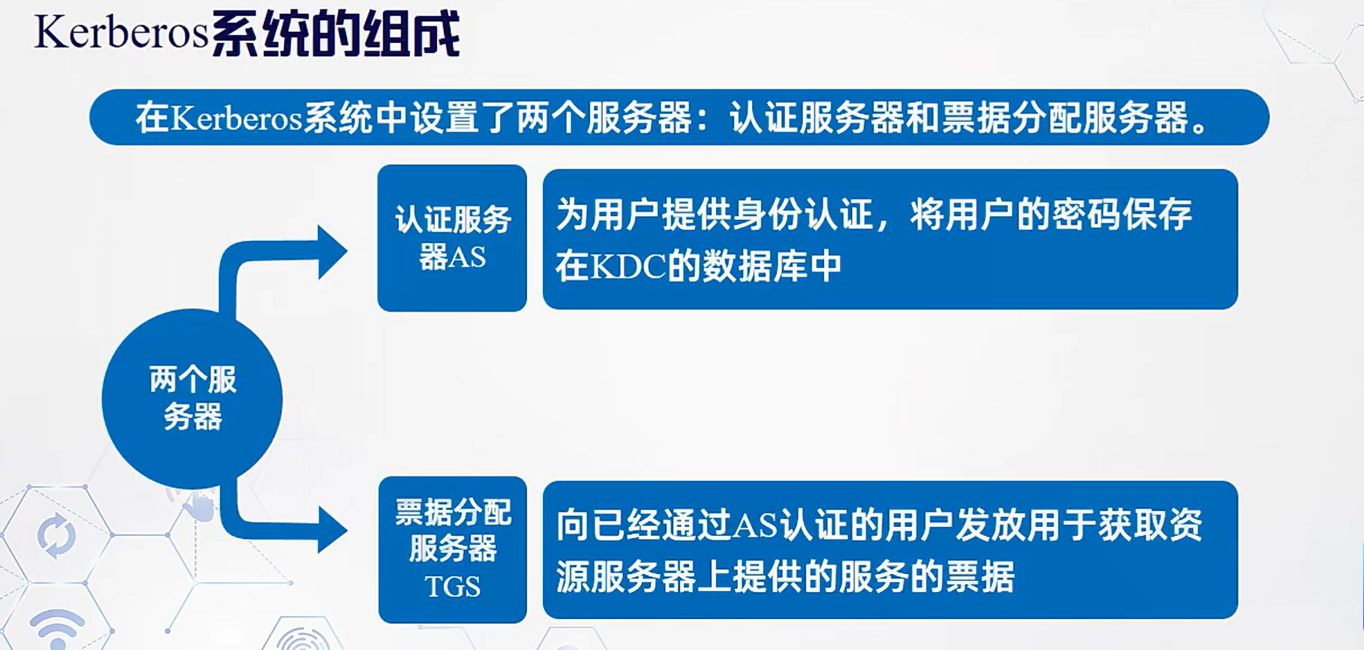 Kerberos系统的组成
在Kerberos系统中设置了两个服务器：认证服务器和票据分配服务器。
认证服务
器AS
为用户提供身份认证，将用户的密码保存
在KDC的数据库中
两个服
务器
票据分配
服务器
TGS
向已经通过AS认证的用户发放用于获取资
源服务器上提供的服务的票据